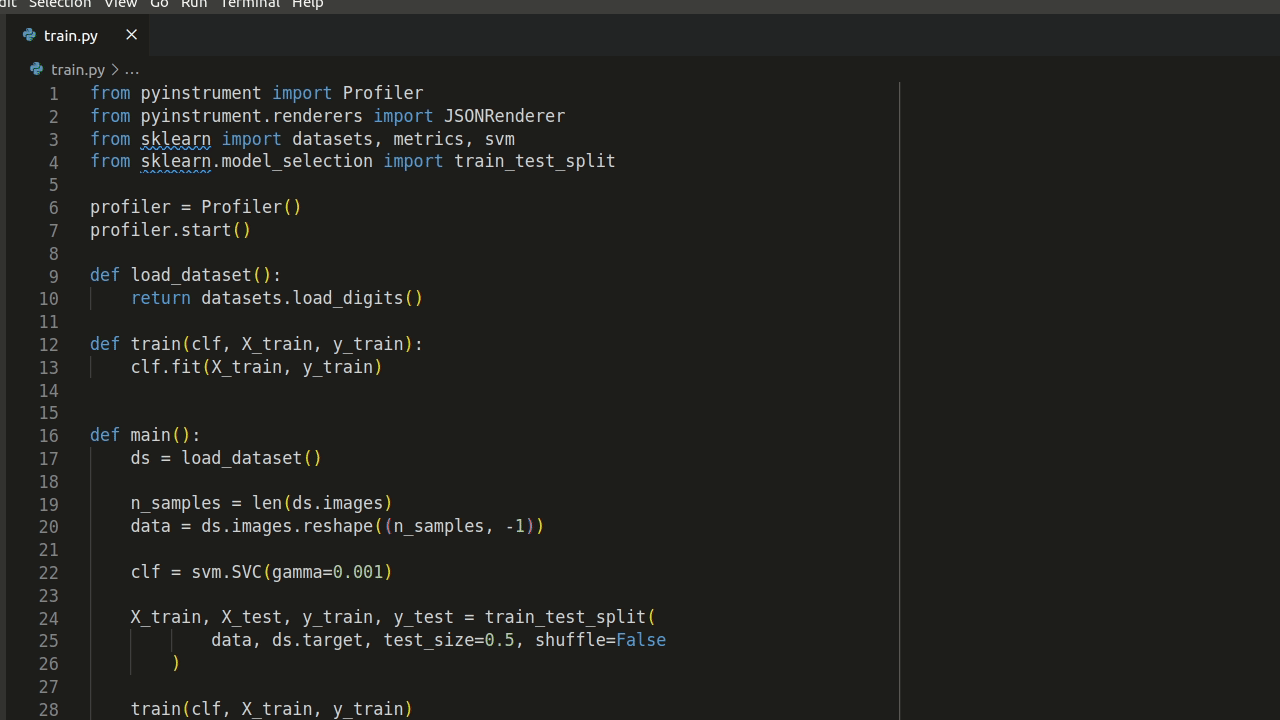 dit Selection View Go Run Terminal Help
train.py ×
train.py > ...
1 from pyinstrument import Profiler
2 from pyinstrument.renderers import JSONRenderer
3 from sklearn import datasets, metrics, svm
4 from sklearn.model_selection import train_test_split
5
6 profiler = Profiler()
7 profiler.start()
8
9 def load_dataset():
10     return datasets.load_digits()
11
12 def train(clf, X_train, y_train):
13     clf.fit(X_train, y_train)
14
15
16 def main():
17     ds = load_dataset()
18
19     n_samples = len(ds.images)
20     data = ds.images.reshape((n_samples, -1))
21
22     clf = svm.SVC(gamma=0.001)
23
24     X_train, X_test, y_train, y_test = train_test_split(
25             data, ds.target, test_size=0.5, shuffle=False
26         )
27
28     train(clf, X_train, y_train)